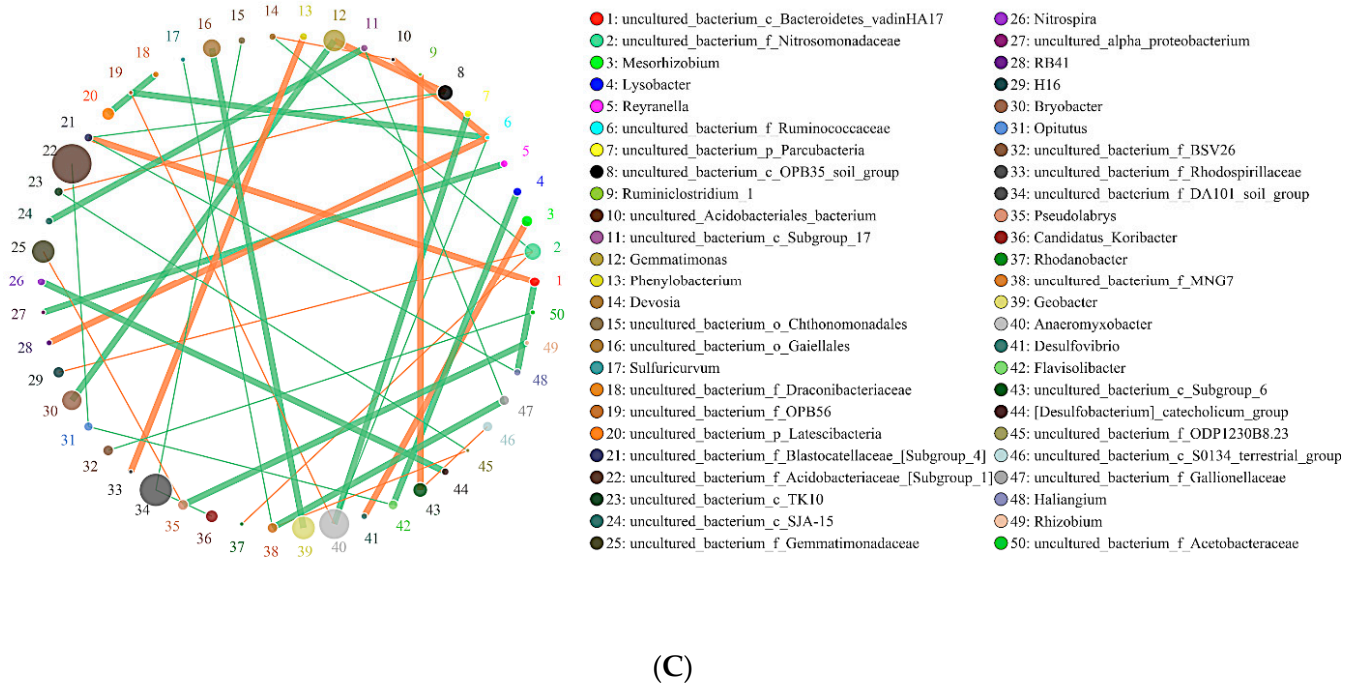 17
16
15
14
13
12
11
10
9
8
7
6
5
4
3
2
1
50
49
48
47
46
45
44
43
42
41
40
39
38
37
36
35
34
33
32
31
30
29
28
27
26
25
24
23
22
21
20
19
18
1: uncultured_bacterium_c_Bacteroidetes_vadinHA17
2: uncultured_bacterium_f_Nitrosomonadaceae
3: Mesorhizobium
4: Lysobacter
5: Reyranella
6: uncultured_bacterium_f_Ruminococcaceae
7: uncultured_bacterium_p_Parcubacteria
8: uncultured_bacterium_c_OPB35_soil_group
9: Ruminiclostridium_1
10: uncultured_Acidobacteriales_bacterium
11: uncultured_bacterium_c_Subgroup_17
12: Gemmatimonas
13: Phenylobacterium
14: Devosia
15: uncultured_bacterium_o_Chthonomonadales
16: uncultured_bacterium_o_Gaiellales
17: Sulfuricurvum
18: uncultured_bacterium_f_Draconibacteriaceae
19: uncultured_bacterium_f_OPB56
20: uncultured_bacterium_p_Latescibacteria
21: uncultured_bacterium_f_Blastocatellaceae_[Subgroup_4]
22: uncultured_bacterium_f_Acidobacteriaceae_[Subgroup_1]
23: uncultured_bacterium_c_TK10
24: uncultured_bacterium_c_SJA-15
25: uncultured_bacterium_f_Gemmatimonadaceae
26: Nitrospira
27: uncultured_alpha_proteobacterium
28: RB41
29: H16
30: Bryobacter
31: Opitutus
32: uncultured_bacterium_f_BSV26
33: uncultured_bacterium_f_Rhodospirillaceae
34: uncultured_bacterium_f_DA101_soil_group
35: Pseudolabrys
36: Candidatus_Koribacter
37: Rhodanobacter
38: uncultured_bacterium_f_MNG7
39: Geobacter
40: Anaeromyxobacter
41: Desulfovibrio
42: Flavisolibacter
43: uncultured_bacterium_c_Subgroup_6
44: [Desulfobacterium]_catecholicum_group
45: uncultured_bacterium_f_ODP1230B8.23
46: uncultured_bacterium_c_S0134_terrestrial_group
47: uncultured_bacterium_f_Gallionellaceae
48: Haliangium
49: Rhizobium
50: uncultured_bacterium_f_Acetobacteraceae
(C)